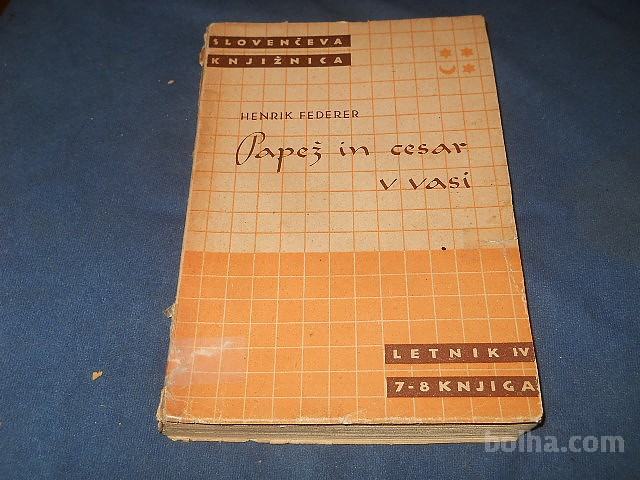 SLOVENČEVA
KNJIŽNICA
HENRIK FEDERER
Papež in cesar
v vasi
LETNIK IV
7-8 KNJIGA
bolha.com